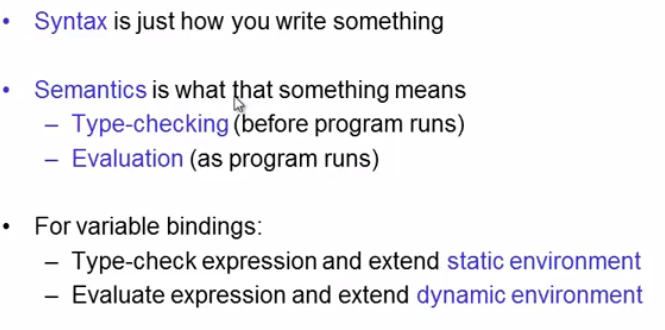 • Syntax is just how you write something
• Semantics is what that something means
– Type-checking (before program runs)
– Evaluation (as program runs)
• For variable bindings:
– Type-check expression and extend static environment
– Evaluate expression and extend dynamic environment